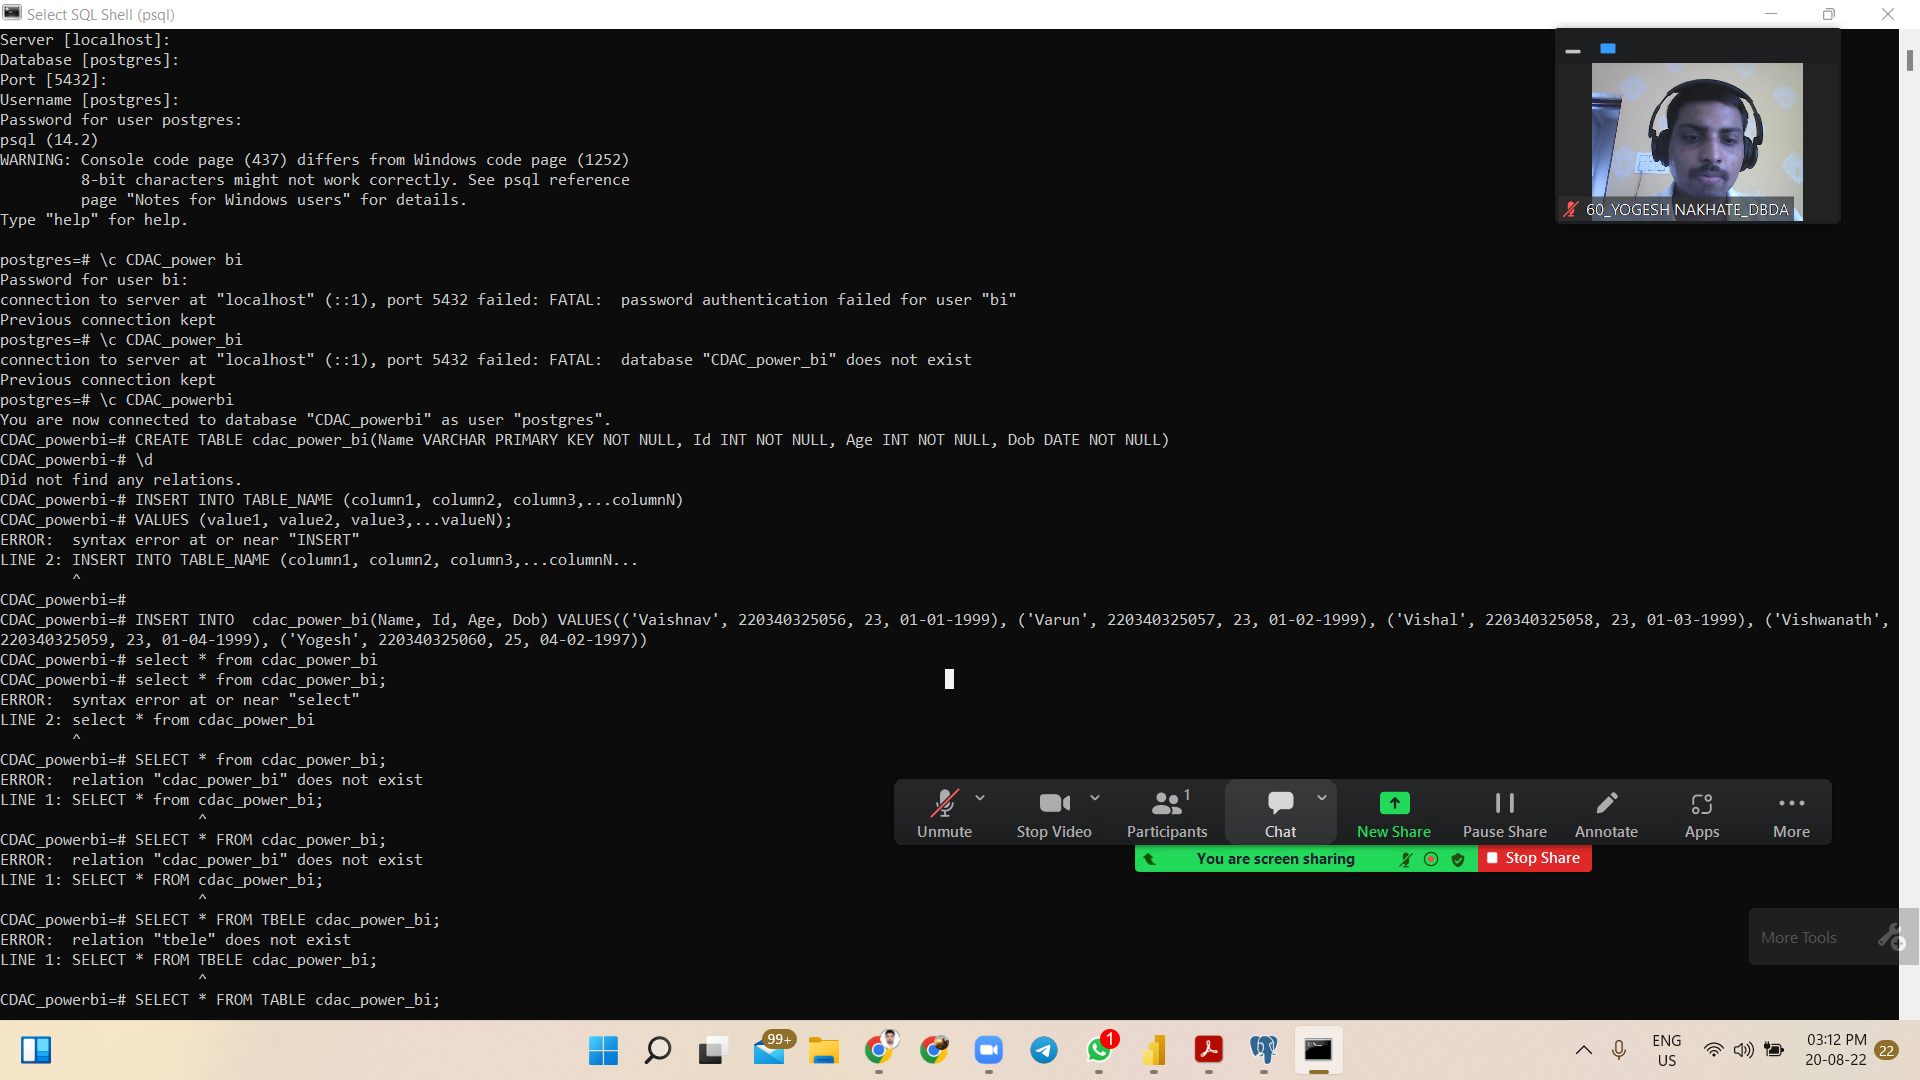 Select SQL Shell (psql)
Server [localhost]:
Database [postgres]:
Port [5432]:
Username [postgres]:
Password for user postgres:
psql (14.2)
WARNING: Console code page (437) differs from Windows code page (1252)
8-bit characters might not work correctly. See psql reference
page "Notes for Windows users" for details.
Type "help" for help.
60_YOGESH NAKHATE_DBDA
postgres=# \c CDAC_power bi
Password for user bi:
connection to server at "localhost" (::1), port 5432 failed: FATAL:  password authentication failed for user "bi"
Previous connection kept
postgres=# \c CDAC_power_bi
connection to server at "localhost" (::1), port 5432 failed: FATAL:  database "CDAC_power_bi" does not exist
Previous connection kept
postgres=# \c CDAC_powerbi
You are now connected to database "CDAC_powerbi" as user "postgres".
CDAC_powerbi=# CREATE TABLE cdac_power_bi(Name VARCHAR PRIMARY KEY NOT NULL, Id INT NOT NULL, Age INT NOT NULL, Dob DATE NOT NULL)
CDAC_powerbi-# \d
Did not find any relations.
CDAC_powerbi-# INSERT INTO TABLE_NAME (column1, column2, column3,...columnN)
CDAC_powerbi-# VALUES (value1, value2, value3,...valueN);
ERROR:  syntax error at or near "INSERT"
LINE 2: INSERT INTO TABLE_NAME (column1, column2, column3,...columnN...
^
CDAC_powerbi=#
CDAC_powerbi=# INSERT INTO  cdac_power_bi(Name, Id, Age, Dob) VALUES(('Vaishnav', 220340325056, 23, 01-01-1999), ('Varun', 220340325057, 23, 01-02-1999), ('Vishal', 220340325058, 23, 01-03-1999), ('Vishwanath',
220340325059, 23, 01-04-1999), ('Yogesh', 220340325060, 25, 04-02-1997))
CDAC_powerbi-# select * from cdac_power_bi
CDAC_powerbi-# select * from cdac_power_bi;
ERROR:  syntax error at or near "select"
LINE 2: select * from cdac_power_bi
^
CDAC_powerbi=# SELECT * from cdac_power_bi;
ERROR:  relation "cdac_power_bi" does not exist
LINE 1: SELECT * from cdac_power_bi;
^
CDAC_powerbi=# SELECT * FROM cdac_power_bi;
ERROR:  relation "cdac_power_bi" does not exist
LINE 1: SELECT * FROM cdac_power_bi;
^
CDAC_powerbi=# SELECT * FROM TBELE cdac_power_bi;
ERROR:  relation "tbele" does not exist
LINE 1: SELECT * FROM TBELE cdac_power_bi;
^
CDAC_powerbi=# SELECT * FROM TABLE cdac_power_bi;
1
Unmute Stop Video Participants Chat New Share Pause Share Annotate Apps More
You are screen sharing Stop Share
More Tools
99+
1
ENG
US
03:12 PM
20-08-22
22